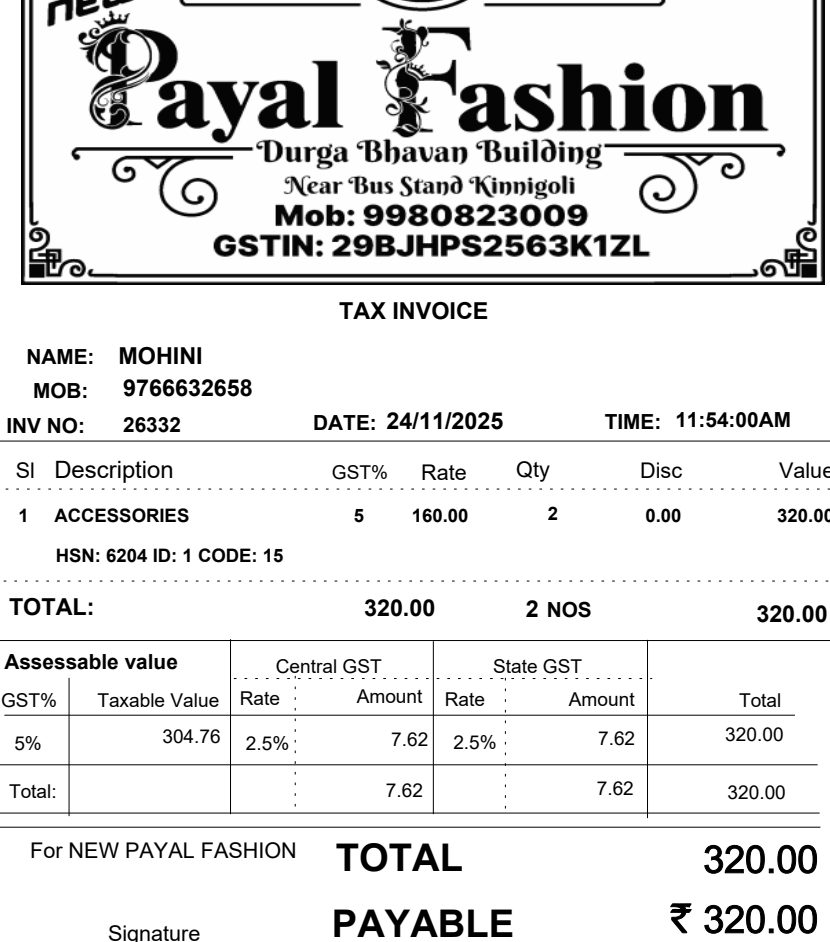 new
Payal Fashion
Durga Bhavan Building
Near Bus Stand Kinnigoli
Mob: 9980823009
GSTIN: 29BJHPS2563K1ZL
TAX INVOICE
NAME: MOHINI
MOB: 9766632658
INV NO: 26332 DATE: 24/11/2025 TIME: 11:54:00AM
Sl Description GST% Rate Qty Disc Value
1 ACCESSORIES 5 160.00 2 0.00 320.00
HSN: 6204 ID: 1 CODE: 15
TOTAL: 320.00 2 NOS 320.00
Assessable value Central GST State GST
GST% Taxable Value Rate Amount Rate Amount Total
5% 304.76 2.5% 7.62 2.5% 7.62 320.00
Total: 7.62 7.62 320.00
For NEW PAYAL FASHION TOTAL 320.00
Signature PAYABLE ₹ 320.00